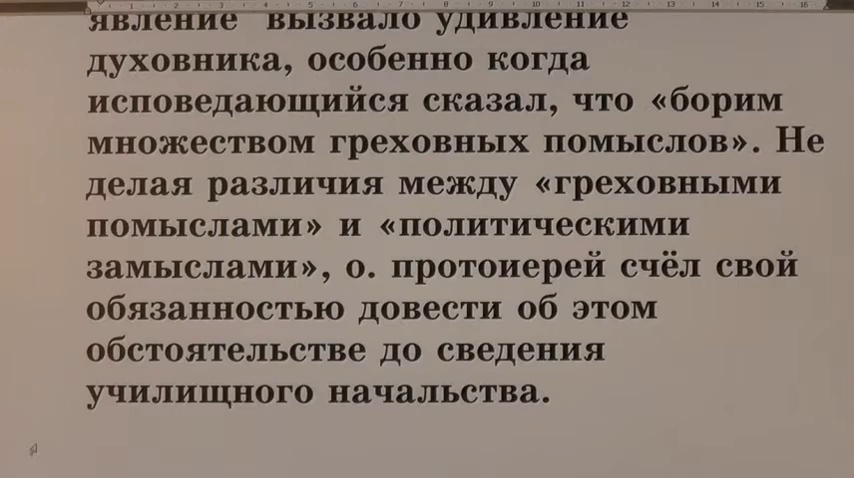 явление вызвало удивление
духовника, особенно когда
исповедающийся сказал, что «борим
множеством греховных помыслов». Не
делая различия между «греховными
помыслами» и «политическими
замыслами», о. протоиерей счёл свой
обязанностью довести об этом
обстоятельстве до сведения
училищного начальства.